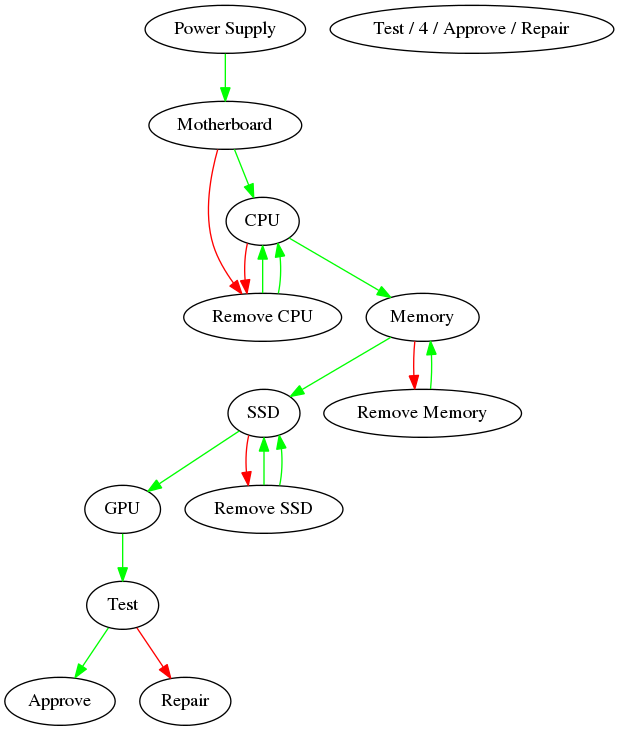 Power Supply
Test / 4 / Approve / Repair
Motherboard
CPU
Remove CPU
Memory
SSD
Remove Memory
GPU
Remove SSD
Test
Approve
Repair